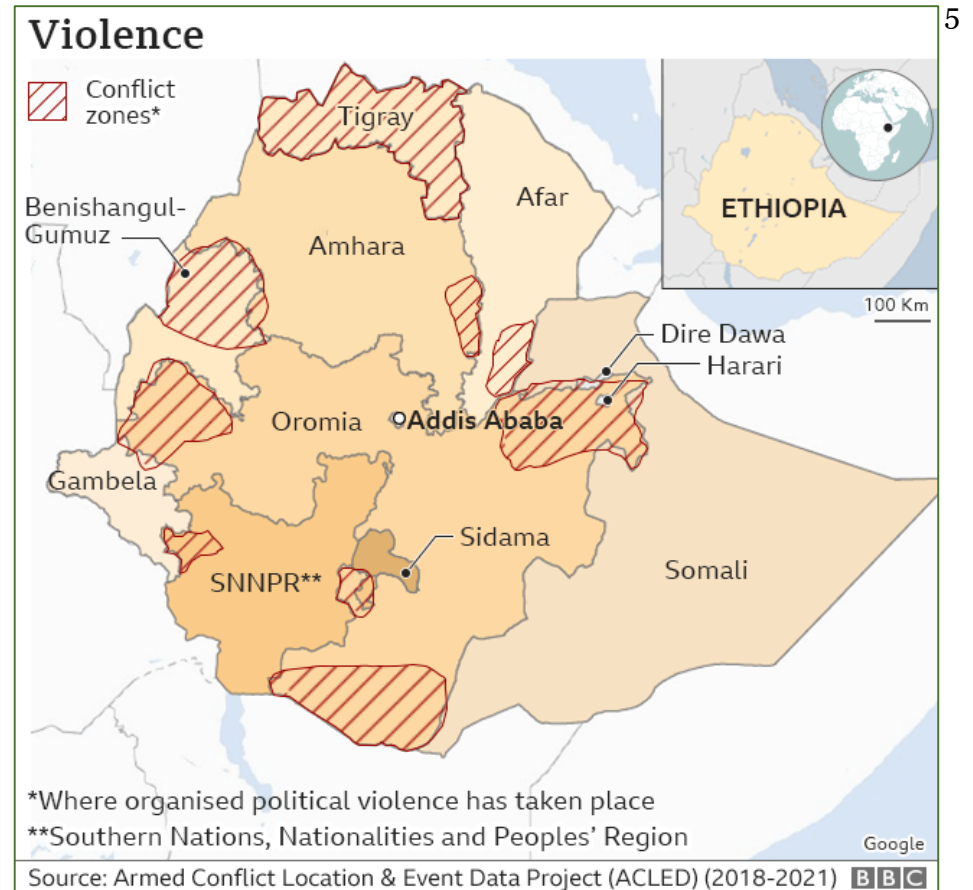 5
Violence
Conflict
zones*
Tigray
Afar
Benishangul-
Gumuz
Amhara
ETHIOPIA
100 Km
Dire Dawa
Harari
Oromia
Addis Ababa
Gambela
Sidama
SNNPR**
Somali
*Where organised political violence has taken place
**Southern Nations, Nationalities and Peoples' Region
Google
Source: Armed Conflict Location & Event Data Project (ACLED) (2018-2021) BBC